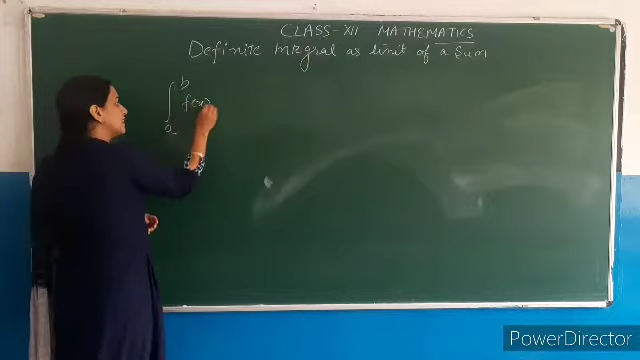 CLASS-XII MATHEMATICS
Definite Integral as limit of a Sum
∫ₐᵇ f(x)
PowerDirector